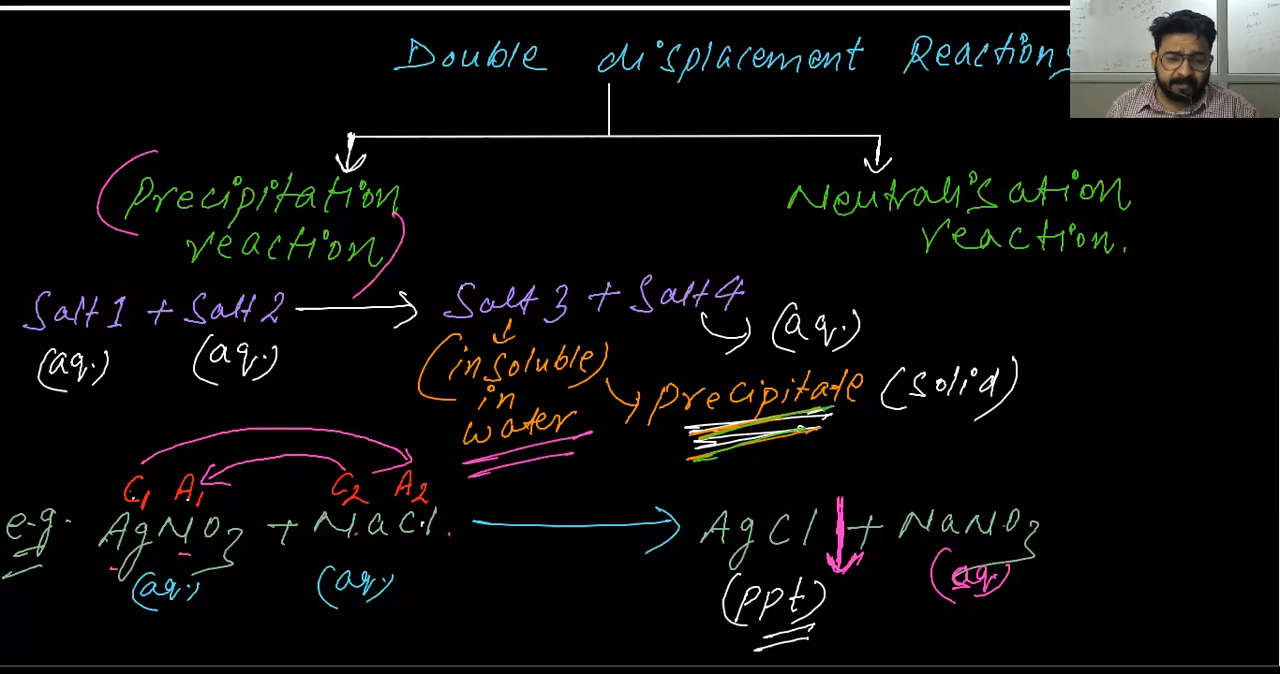 Double displacement Reactions
Precipitation
reaction
Neutralisation
reaction.
Salt 1 + Salt 2 → Salt 3 + Salt 4
(aq.) (aq.) (aq.)
(insoluble)
in
water
Precipitate (solid)
C1 A1 C2 A2
e.g. AgNO3 + NaCl. → AgCl ↓ + NaNO3
(aq.) (aq.) (ppt) (aq)